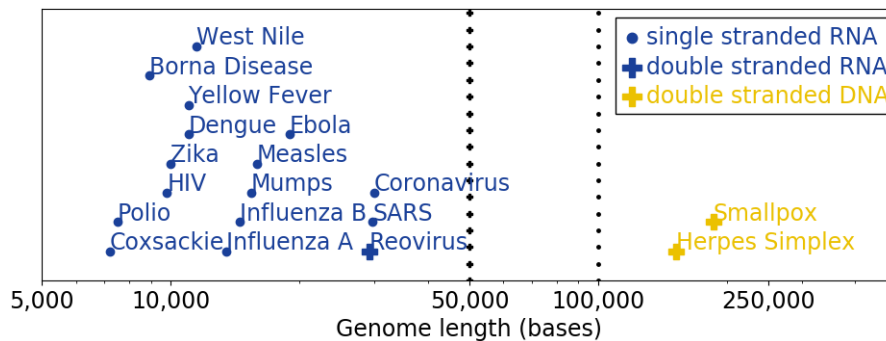 West Nile
single stranded RNA
Borna Disease
double stranded RNA
Yellow Fever
double stranded DNA
Dengue
Ebola
Zika
Measles
HIV
Mumps
Coronavirus
Polio
Influenza B
SARS
Smallpox
Coxsackie
Influenza A
Reovirus
Herpes Simplex
5,000
10,000
50,000
100,000
250,000
Genome length (bases)